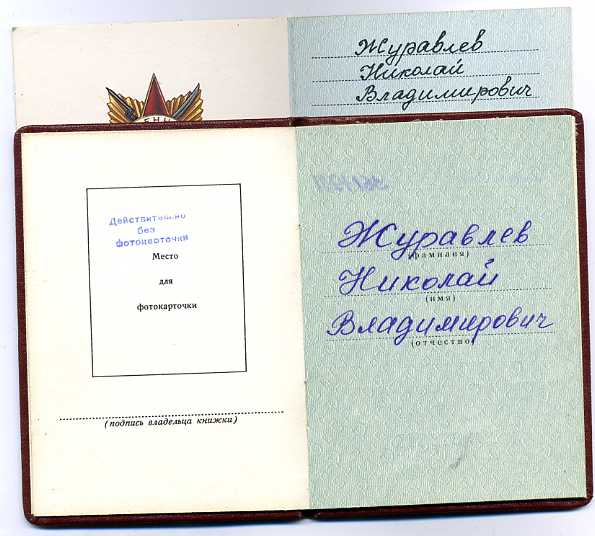 Журавлев
Николай
Владимирович
Действительно
без
фотокарточки
Место
для
фотокарточки
(подпись владельца книжки)
Журавлев
(фамилия)
Николай
(имя)
Владимирович
(отчество)